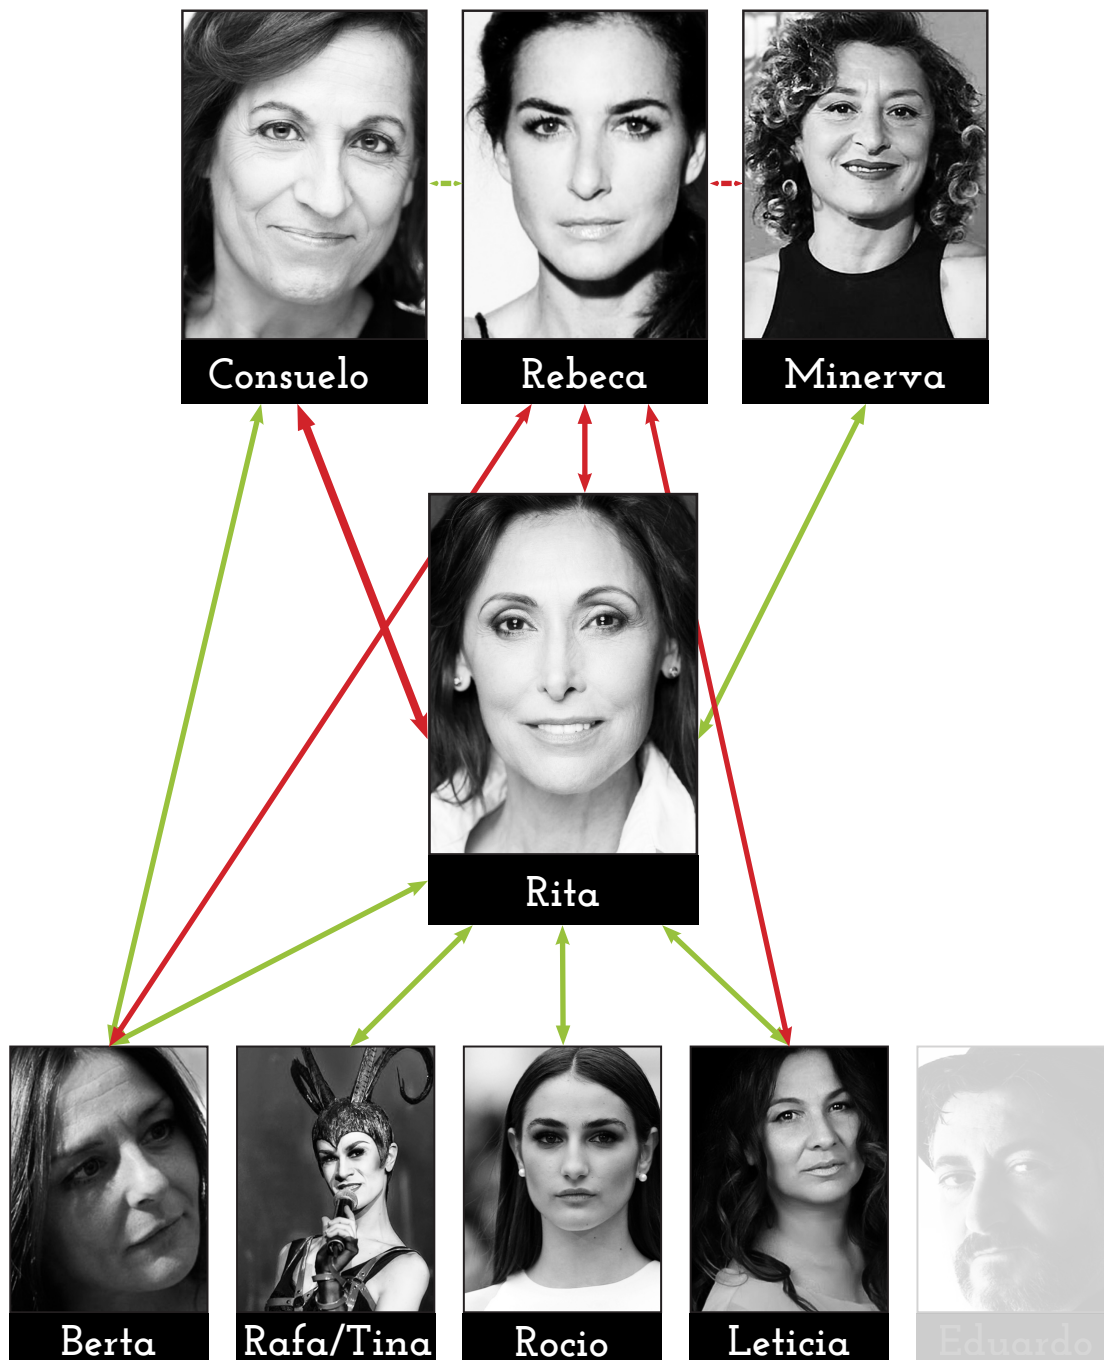 Consuelo
Rebeca
Minerva
Rita
Berta
Rafa/Tina
Rocio
Leticia
Eduardo